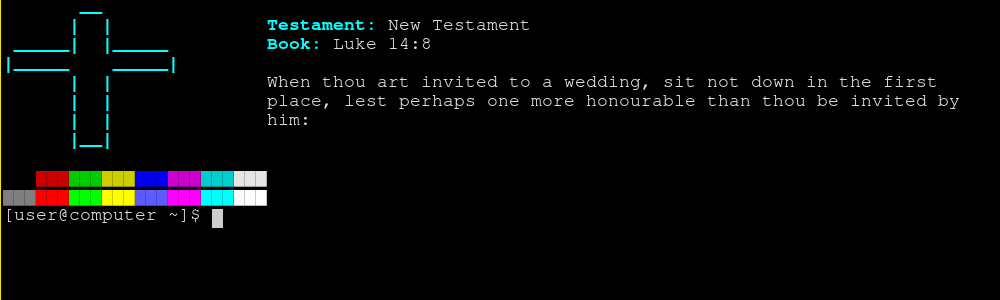 Testament: New Testament
Book: Luke 14:8
When thou art invited to a wedding, sit not down in the first
place, lest perhaps one more honourable than thou be invited by
him:
[user@computer ~]$